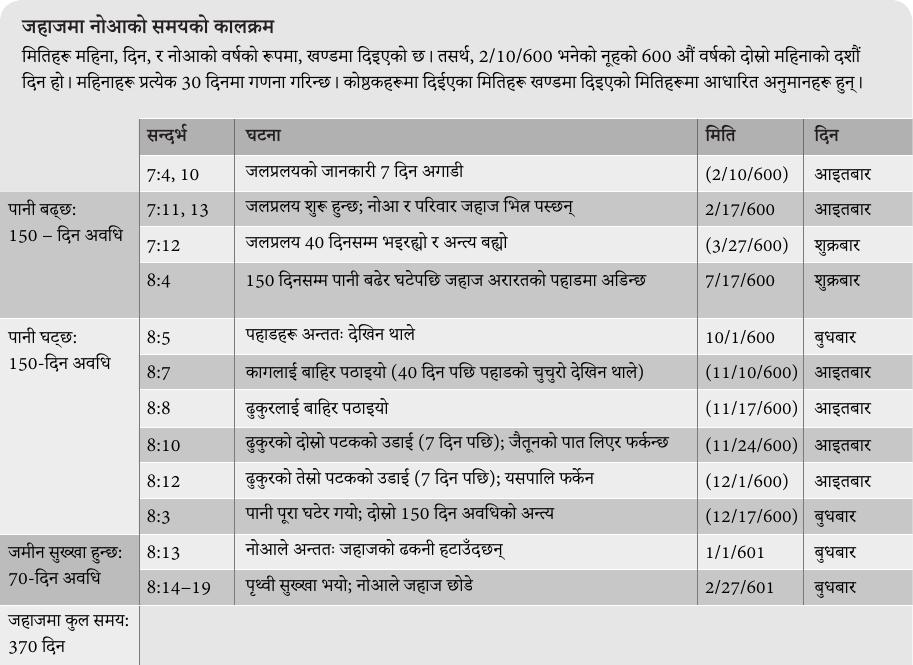 जहाजमा नोआको समयको कालक्रम
मितिहरू महिना, दिन, र नोआको वर्षको रूपमा, खण्डमा दिइएको छ। तसर्थ, 2/10/600 भनेको नूहको 600 औं वर्षको दोस्रो महिनाको दशौं
दिन हो। महिनाहरू प्रत्येक 30 दिनमा गणना गरिन्छ। कोष्ठकहरूमा दिईएका मितिहरू खण्डमा दिइएको मितिहरूमा आधारित अनुमानहरू हुन्।
सन्दर्भ घटना मिति दिन
7:4, 10 जलप्रलयको जानकारी 7 दिन अगाडी (2/10/600) आइतबार
पानी बढ्छ:
150 – दिन अवधि
7:11, 13 जलप्रलय शुरू हुन्छ; नोआ र परिवार जहाज भित्र पस्छन् 2/17/600 आइतबार
7:12 जलप्रलय 40 दिनसम्म भइरह्यो र अन्त्य बह्यो (3/27/600) शुक्रबार
8:4 150 दिनसम्म पानी बढेर घटेपछि जहाज अरारतको पहाडमा अडिन्छ 7/17/600 शुक्रबार
पानी घट्छ:
150-दिन अवधि
8:5 पहाडहरू अन्ततः देखिन थाले 10/1/600 बुधबार
8:7 कागलाई बाहिर पठाइयो (40 दिन पछि पहाडको चुचुरो देखिन थाले) (11/10/600) आइतबार
8:8 ढुकुरलाई बाहिर पठाइयो (11/17/600) आइतबार
8:10 ढुकुरको दोस्रो पटकको उडाई (7 दिन पछि); जैतूनको पात लिएर फर्कन्छ (11/24/600) आइतबार
8:12 ढुकुरको तेस्रो पटकको उडाई (7 दिन पछि); यसपालि फर्केन (12/1/600) आइतबार
8:3 पानी पूरा घटेर गयो; दोस्रो 150 दिन अवधिको अन्त्य (12/17/600) बुधबार
जमीन सुख्खा हुन्छ:
70-दिन अवधि
8:13 नोआले अन्ततः जहाजको ढकनी हटाउँदछन् 1/1/601 बुधबार
8:14–19 पृथ्वी सुख्खा भयो; नोआले जहाज छोडे 2/27/601 बुधबार
जहाजमा कुल समय:
370 दिन